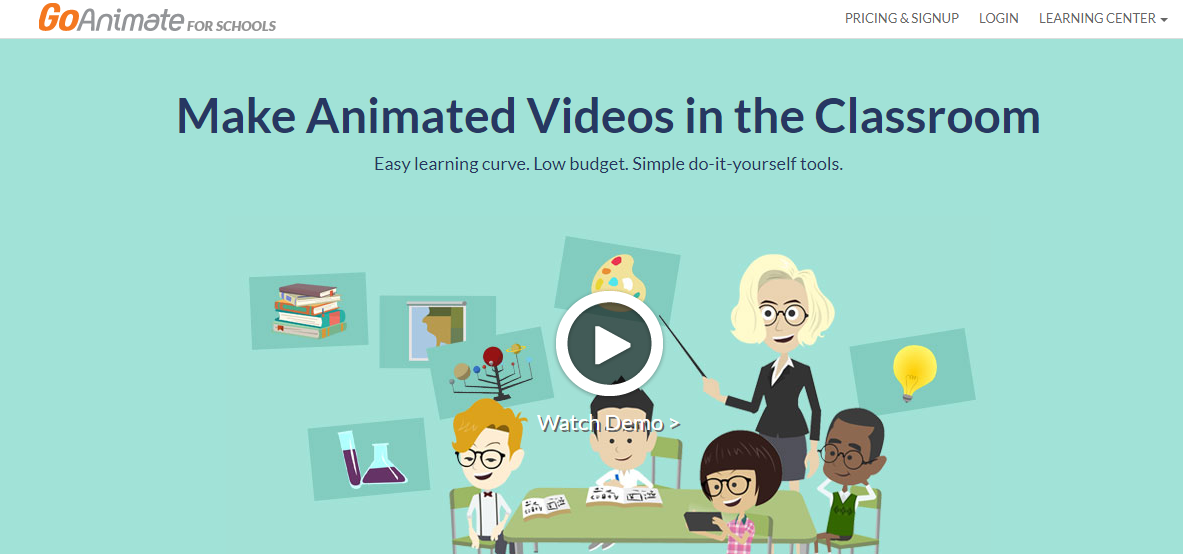 GoAnimate FOR SCHOOLS
PRICING & SIGNUP LOGIN LEARNING CENTER
Make Animated Videos in the Classroom
Easy learning curve. Low budget. Simple do-it-yourself tools.
Watch Demo >